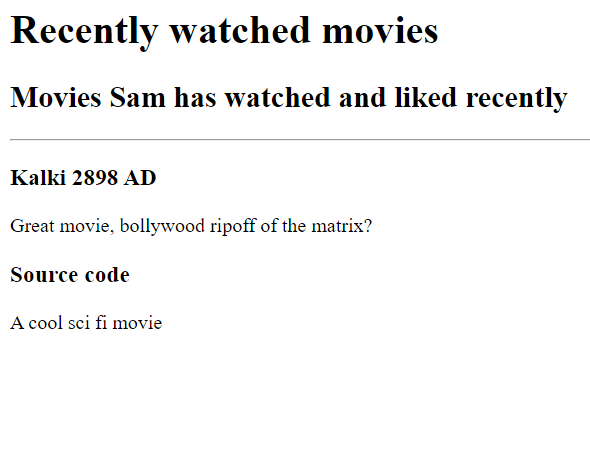 Recently watched movies
Movies Sam has watched and liked recently
Kalki 2898 AD
Great movie, bollywood ripoff of the matrix?
Source code
A cool sci fi movie